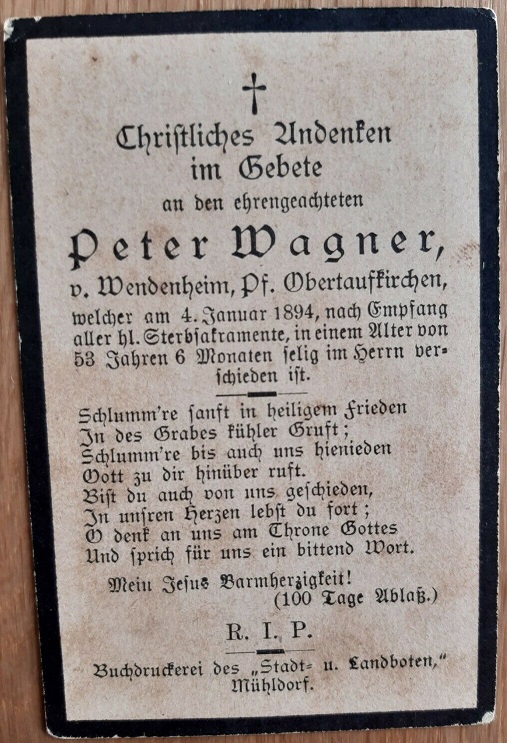 Christliches Andenken
im Gebete
an den ehrengeachteten
Peter Wagner,
v. Wendenheim, Pf. Obertaufkirchen,
welcher am 4. Januar 1894, nach Empfang
aller hl. Sterbsakramente, in einem Alter von
53 Jahren 6 Monaten selig im Herrn ver-
schieden ist.
Schlumm're sanft in heiligem Frieden
In des Grabes kühler Gruft;
Schlumm're bis auch uns hienieden
Gott zu dir hinüber ruft.
Bist du auch von uns geschieden,
In unsren Herzen lebst du fort;
O denk an uns am Throne Gottes
Und sprich für uns ein bittend Wort.
Mein Jesus Barmherzigkeit!
(100 Tage Ablaß.)
R. I. P.
Buchdruckerei des „Stadt- u. Landboten,"
Mühldorf.